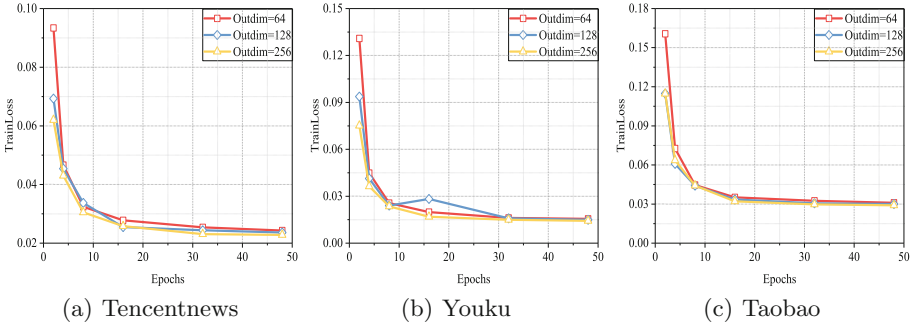 0.10
0.08
0.06
0.04
0.02
TrainLoss
0 10 20 30 40 50
Epochs
Outdim=64
Outdim=128
Outdim=256
(a) Tencentnews
0.15
0.12
0.09
0.06
0.03
0.00
TrainLoss
0 10 20 30 40 50
Epochs
Outdim=64
Outdim=128
Outdim=256
(b) Youku
0.18
0.15
0.12
0.09
0.06
0.03
0.00
TrainLoss
0 10 20 30 40 50
Epochs
Outdim=64
Outdim=128
Outdim=256
(c) Taobao